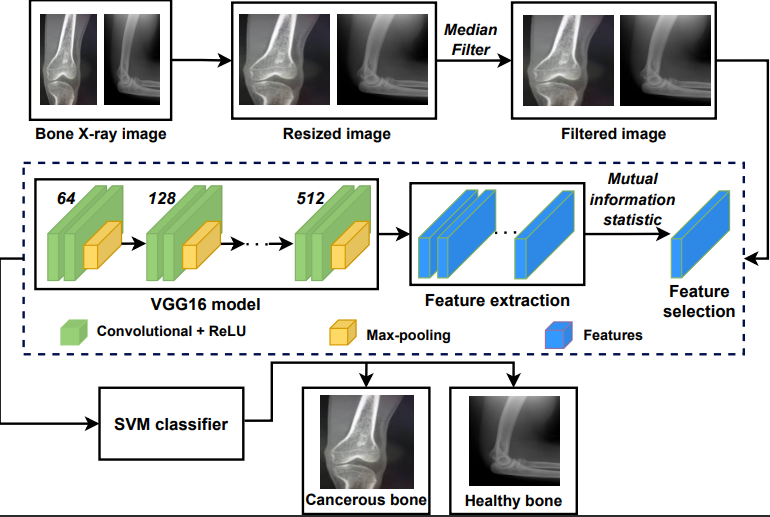 Median
Filter
Bone X-ray image
Resized image
Filtered image
64
128
512
Mutual
information
statistic
VGG16 model
Feature extraction
Feature
selection
Convolutional + ReLU
Max-pooling
Features
SVM classifier
Cancerous bone
Healthy bone